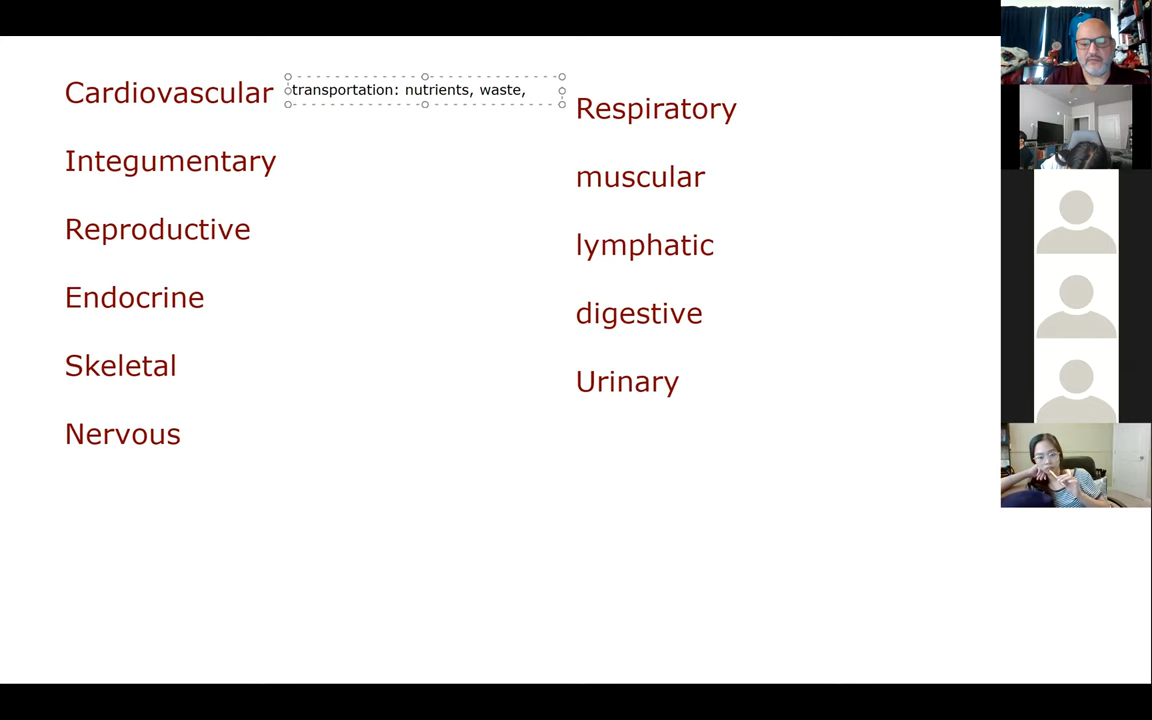 Cardiovascular
transportation: nutrients, waste,
Integumentary
Reproductive
Endocrine
Skeletal
Nervous
Respiratory
muscular
lymphatic
digestive
Urinary